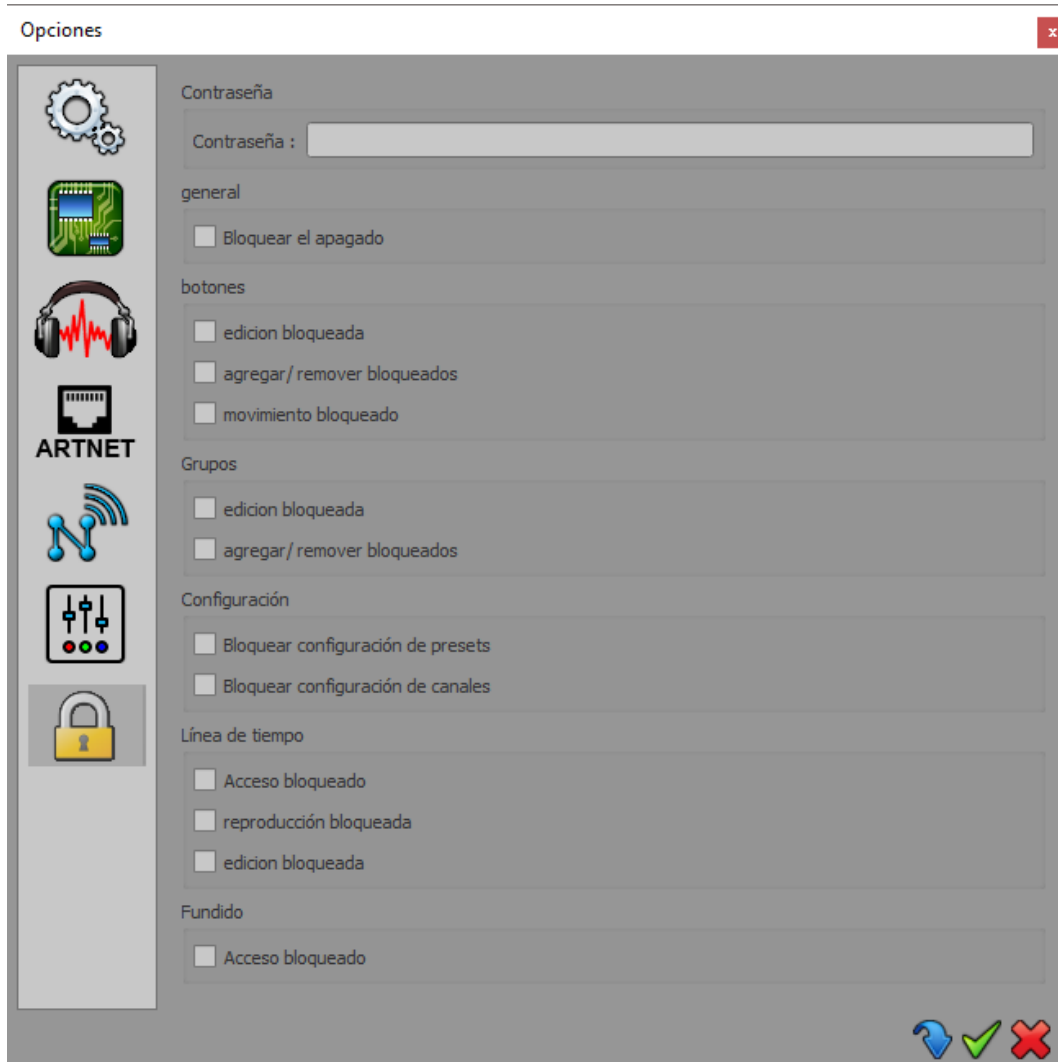 Opciones
x
Contraseña
Contraseña :
general
Bloquear el apagado
botones
edicion bloqueada
agregar/ remover bloqueados
movimiento bloqueado
ARTNET
Grupos
edicion bloqueada
agregar/ remover bloqueados
Configuración
Bloquear configuración de presets
Bloquear configuración de canales
Línea de tiempo
Acceso bloqueado
reproducción bloqueada
edicion bloqueada
Fundido
Acceso bloqueado